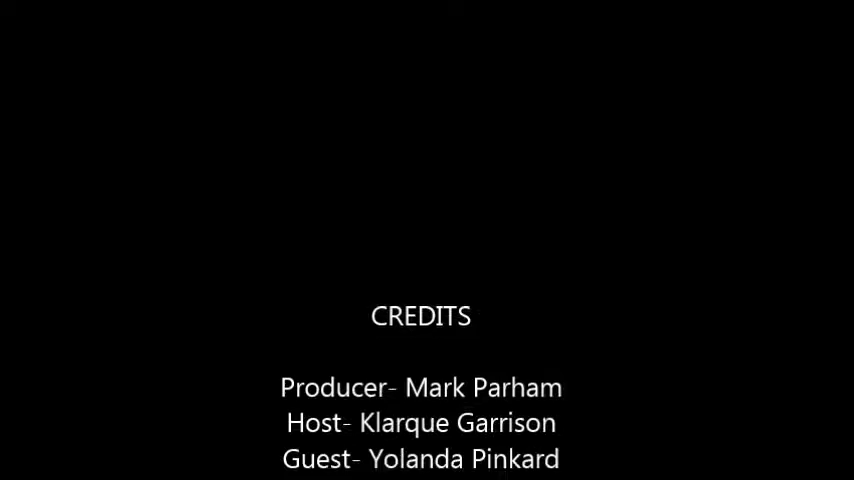 CREDITS
Producer- Mark Parham
Host- Klarque Garrison
Guest- Yolanda Pinkard